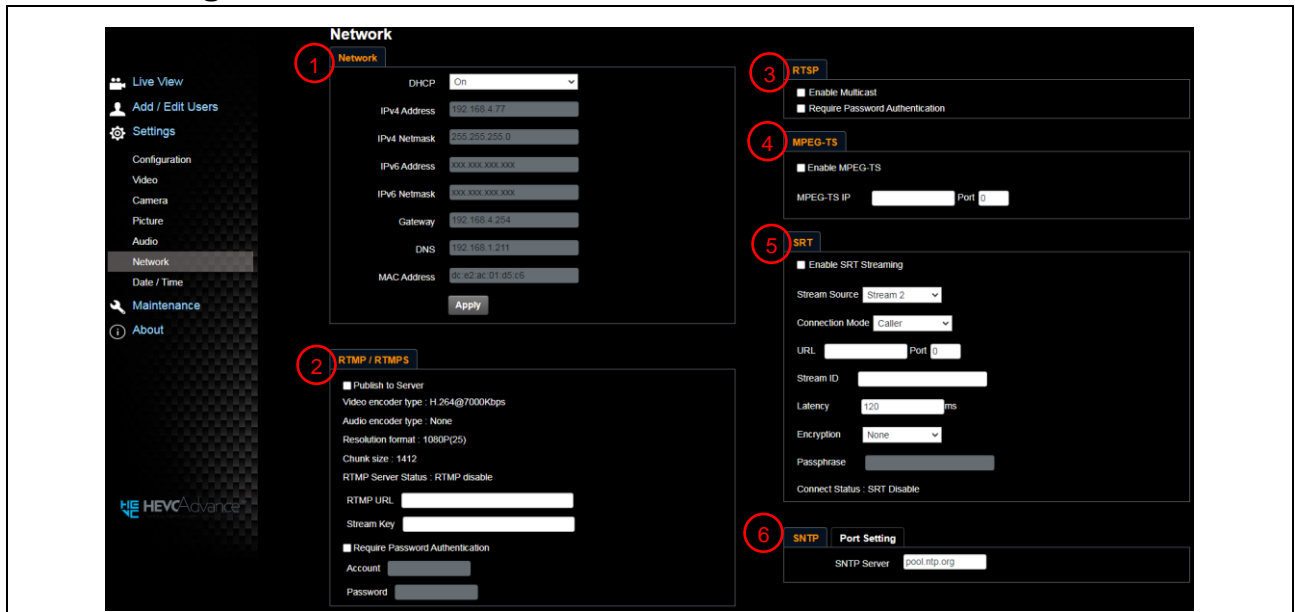 Network
Live View
Add / Edit Users
Settings
Configuration
Video
Camera
Picture
Audio
Network
Date / Time
Maintenance
About
HEVC Advance
1
Network
DHCP On
IPv4 Address 192.168.4.77
IPv4 Netmask 255.255.255.0
IPv6 Address xxx.xxx.xxx.xxx
IPv6 Netmask xxx.xxx.xxx.xxx
Gateway 192.168.4.254
DNS 192.168.1.211
MAC Address dc:e2:ac:01:d5:c6
Apply
2
RTMP / RTMPS
Publish to Server
Video encoder type : H.264@7000Kbps
Audio encoder type : None
Resolution format : 1080P(25)
Chunk size : 1412
RTMP Server Status : RTMP disable
RTMP URL
Stream Key
Require Password Authentication
Account
Password
3
RTSP
Enable Multicast
Require Password Authentication
4
MPEG-TS
Enable MPEG-TS
MPEG-TS IP Port 0
5
SRT
Enable SRT Streaming
Stream Source Stream 2
Connection Mode Caller
URL Port 0
Stream ID
Latency 120 ms
Encryption None
Passphrase
Connect Status : SRT Disable
6
SNTP Port Setting
SNTP Server pool.ntp.org